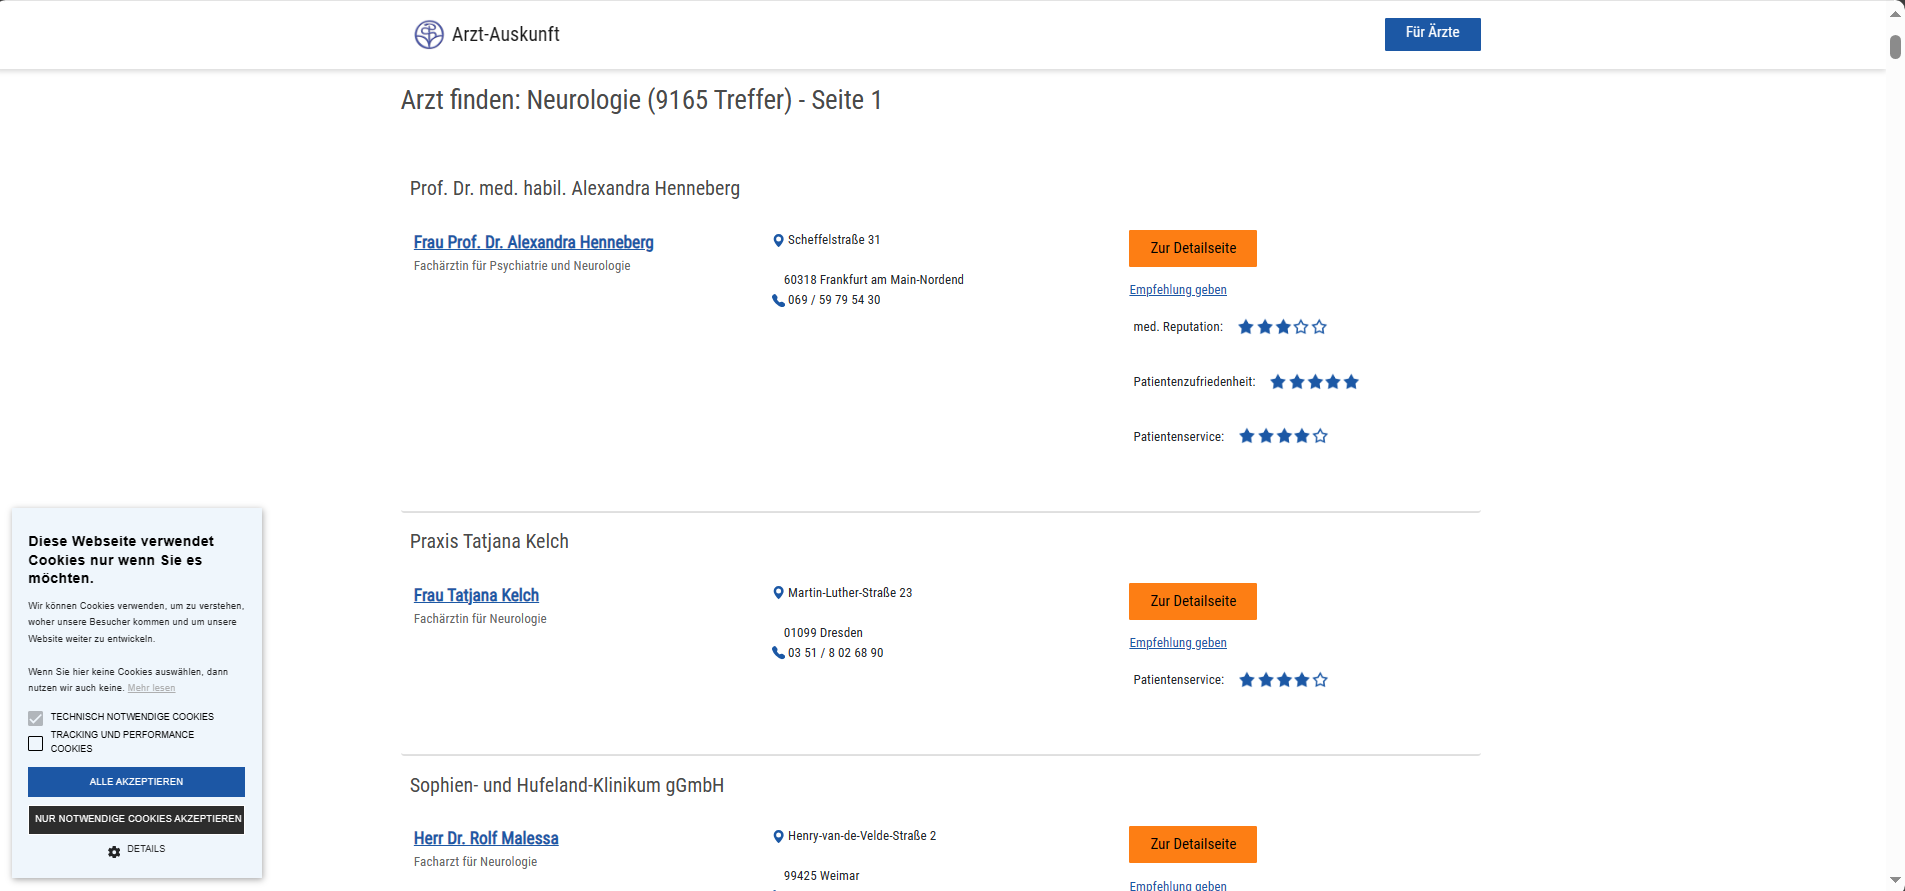 Arzt-Auskunft
Für Ärzte
Arzt finden: Neurologie (9165 Treffer) - Seite 1
Prof. Dr. med. habil. Alexandra Henneberg
Frau Prof. Dr. Alexandra Henneberg
Fachärztin für Psychiatrie und Neurologie
Scheffelstraße 31
60318 Frankfurt am Main-Nordend
069 / 59 79 54 30
Zur Detailseite
Empfehlung geben
med. Reputation:
Patientenzufriedenheit:
Patientenservice:
Praxis Tatjana Kelch
Frau Tatjana Kelch
Fachärztin für Neurologie
Martin-Luther-Straße 23
01099 Dresden
03 51 / 8 02 68 90
Zur Detailseite
Empfehlung geben
Patientenservice:
Sophien- und Hufeland-Klinikum gGmbH
Herr Dr. Rolf Malessa
Facharzt für Neurologie
Henry-van-de-Velde-Straße 2
99425 Weimar
Zur Detailseite
Empfehlung geben
Diese Webseite verwendet
Cookies nur wenn Sie es
möchten.
Wir können Cookies verwenden, um zu verstehen,
woher unsere Besucher kommen und um unsere
Website weiter zu entwickeln.
Wenn Sie hier keine Cookies auswählen, dann
nutzen wir auch keine. Mehr lesen
TECHNISCH NOTWENDIGE COOKIES
TRACKING UND PERFORMANCE
COOKIES
ALLE AKZEPTIEREN
NUR NOTWENDIGE COOKIES AKZEPTIEREN
DETAILS